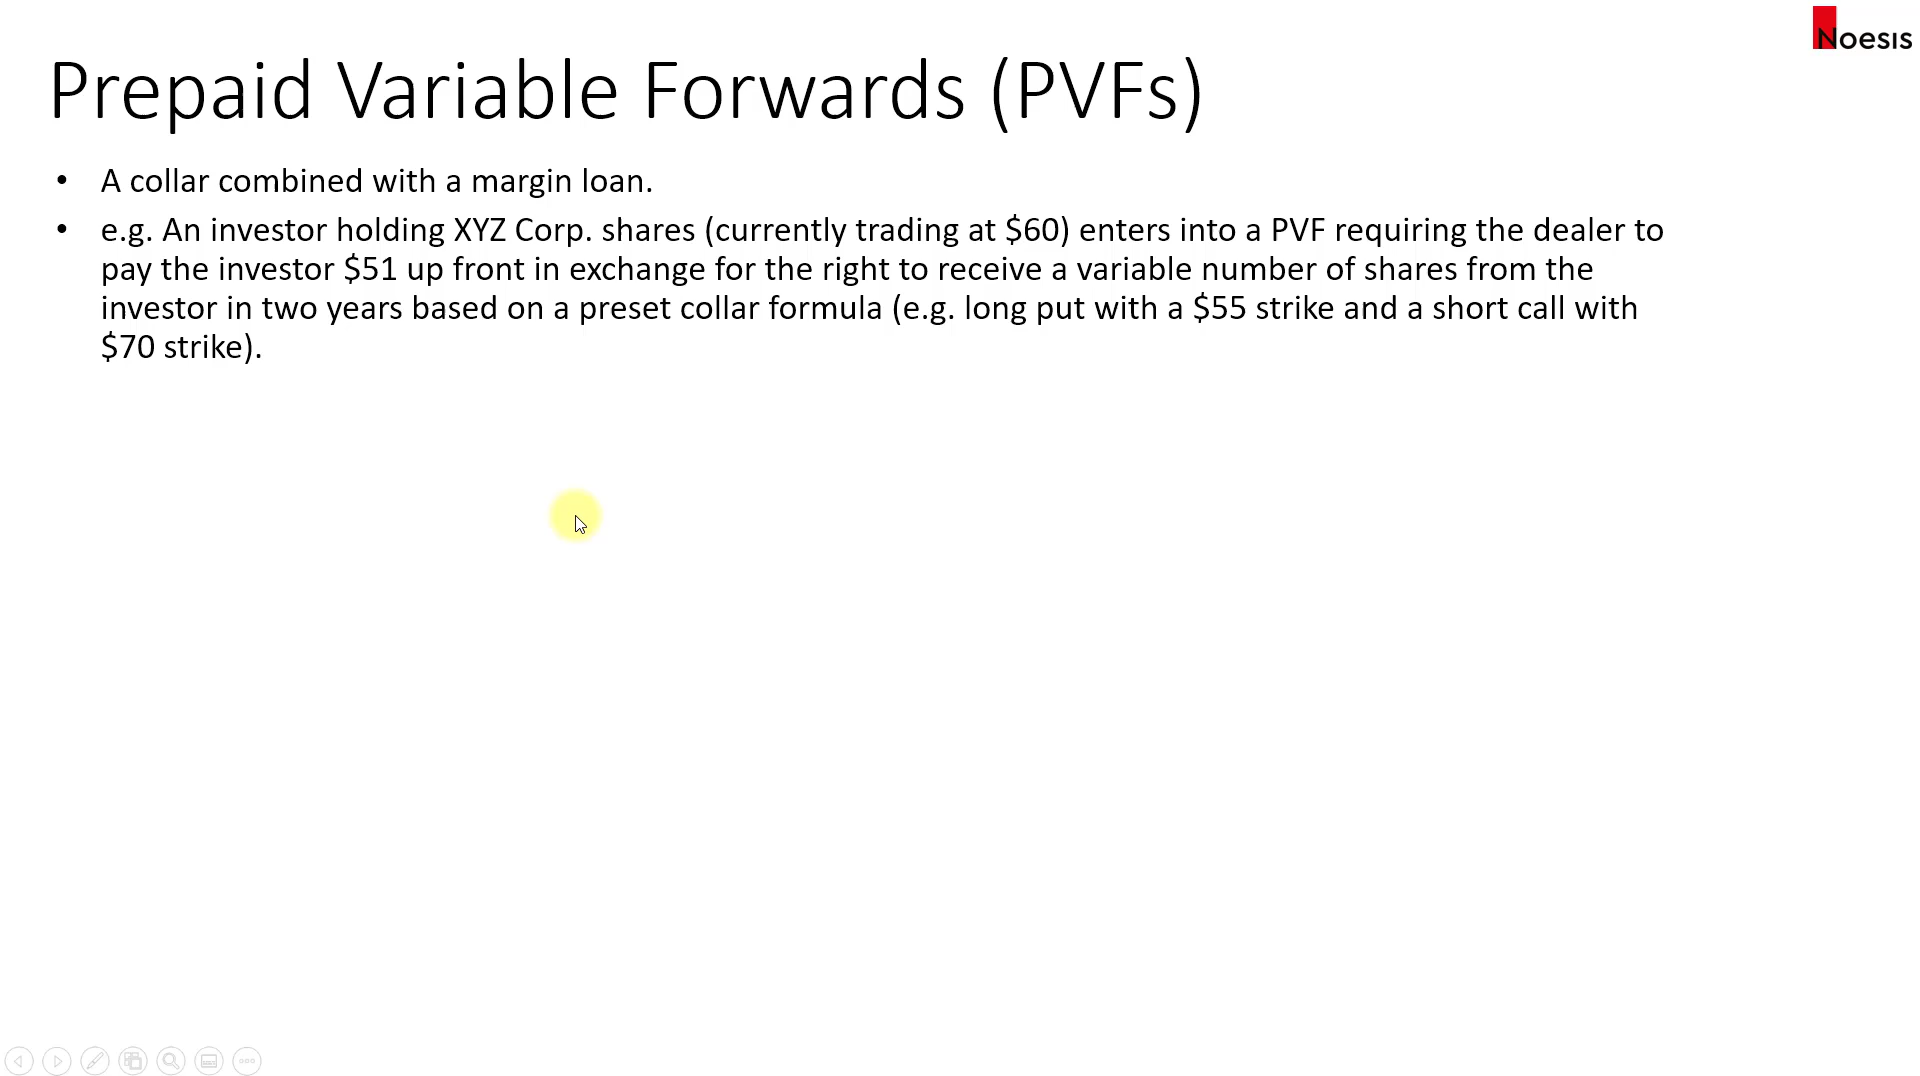 Noesis
Prepaid Variable Forwards (PVFs)
• A collar combined with a margin loan.
• e.g. An investor holding XYZ Corp. shares (currently trading at $60) enters into a PVF requiring the dealer to
pay the investor $51 up front in exchange for the right to receive a variable number of shares from the
investor in two years based on a preset collar formula (e.g. long put with a $55 strike and a short call with
$70 strike).